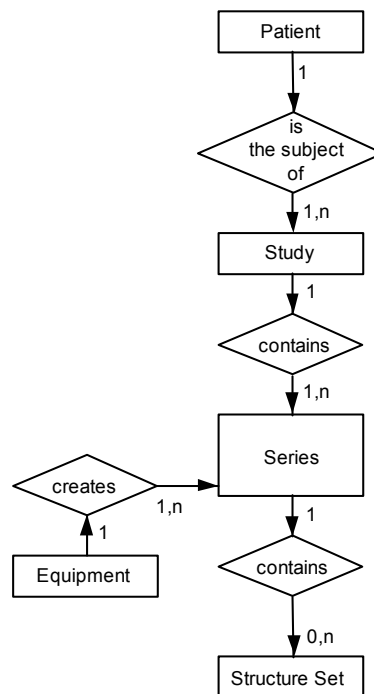 Patient
1
is
the subject
of
1,n
Study
1
contains
1,n
Series
creates
1,n
1
1
Equipment
contains
0,n
Structure Set